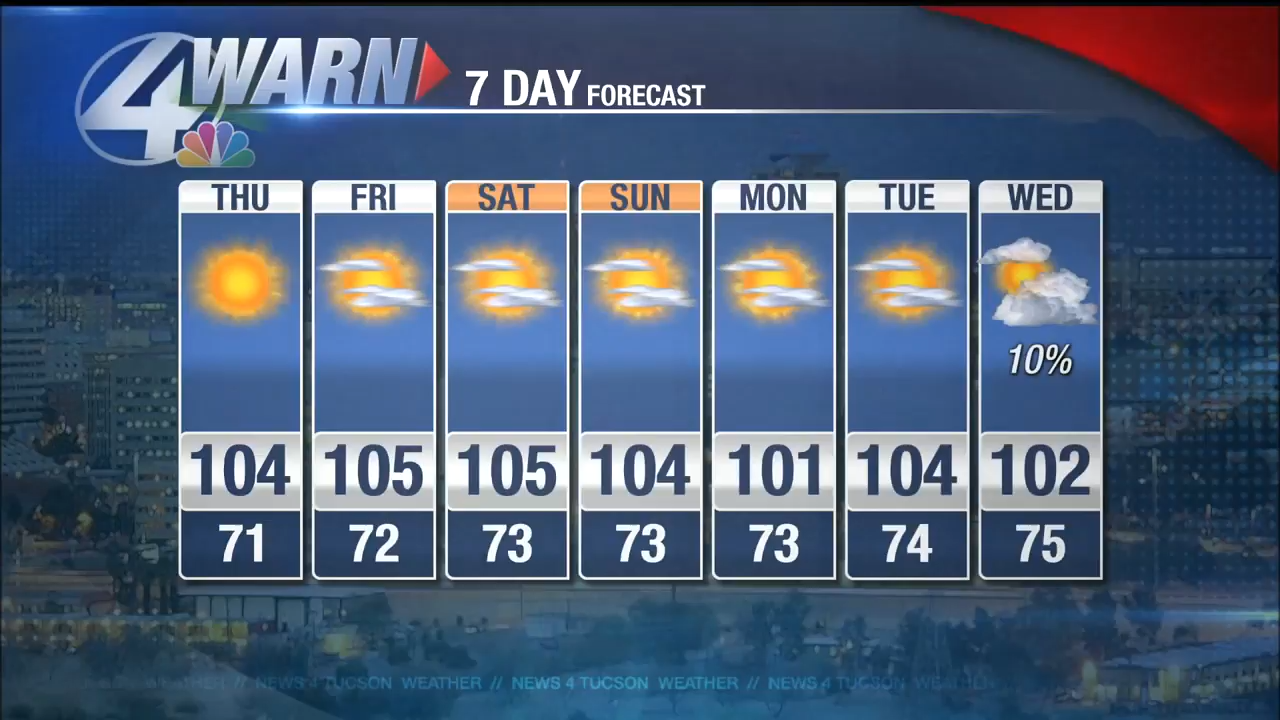 4WARN
7 DAY FORECAST
THU FRI SAT SUN MON TUE WED
10%
104 105 105 104 101 104 102
71 72 73 73 73 74 75
WEATHER // NEWS 4 TUCSON WEATHER // NEWS 4 TUCSON WEATHER // NEWS 4 TUCSON WEATHER